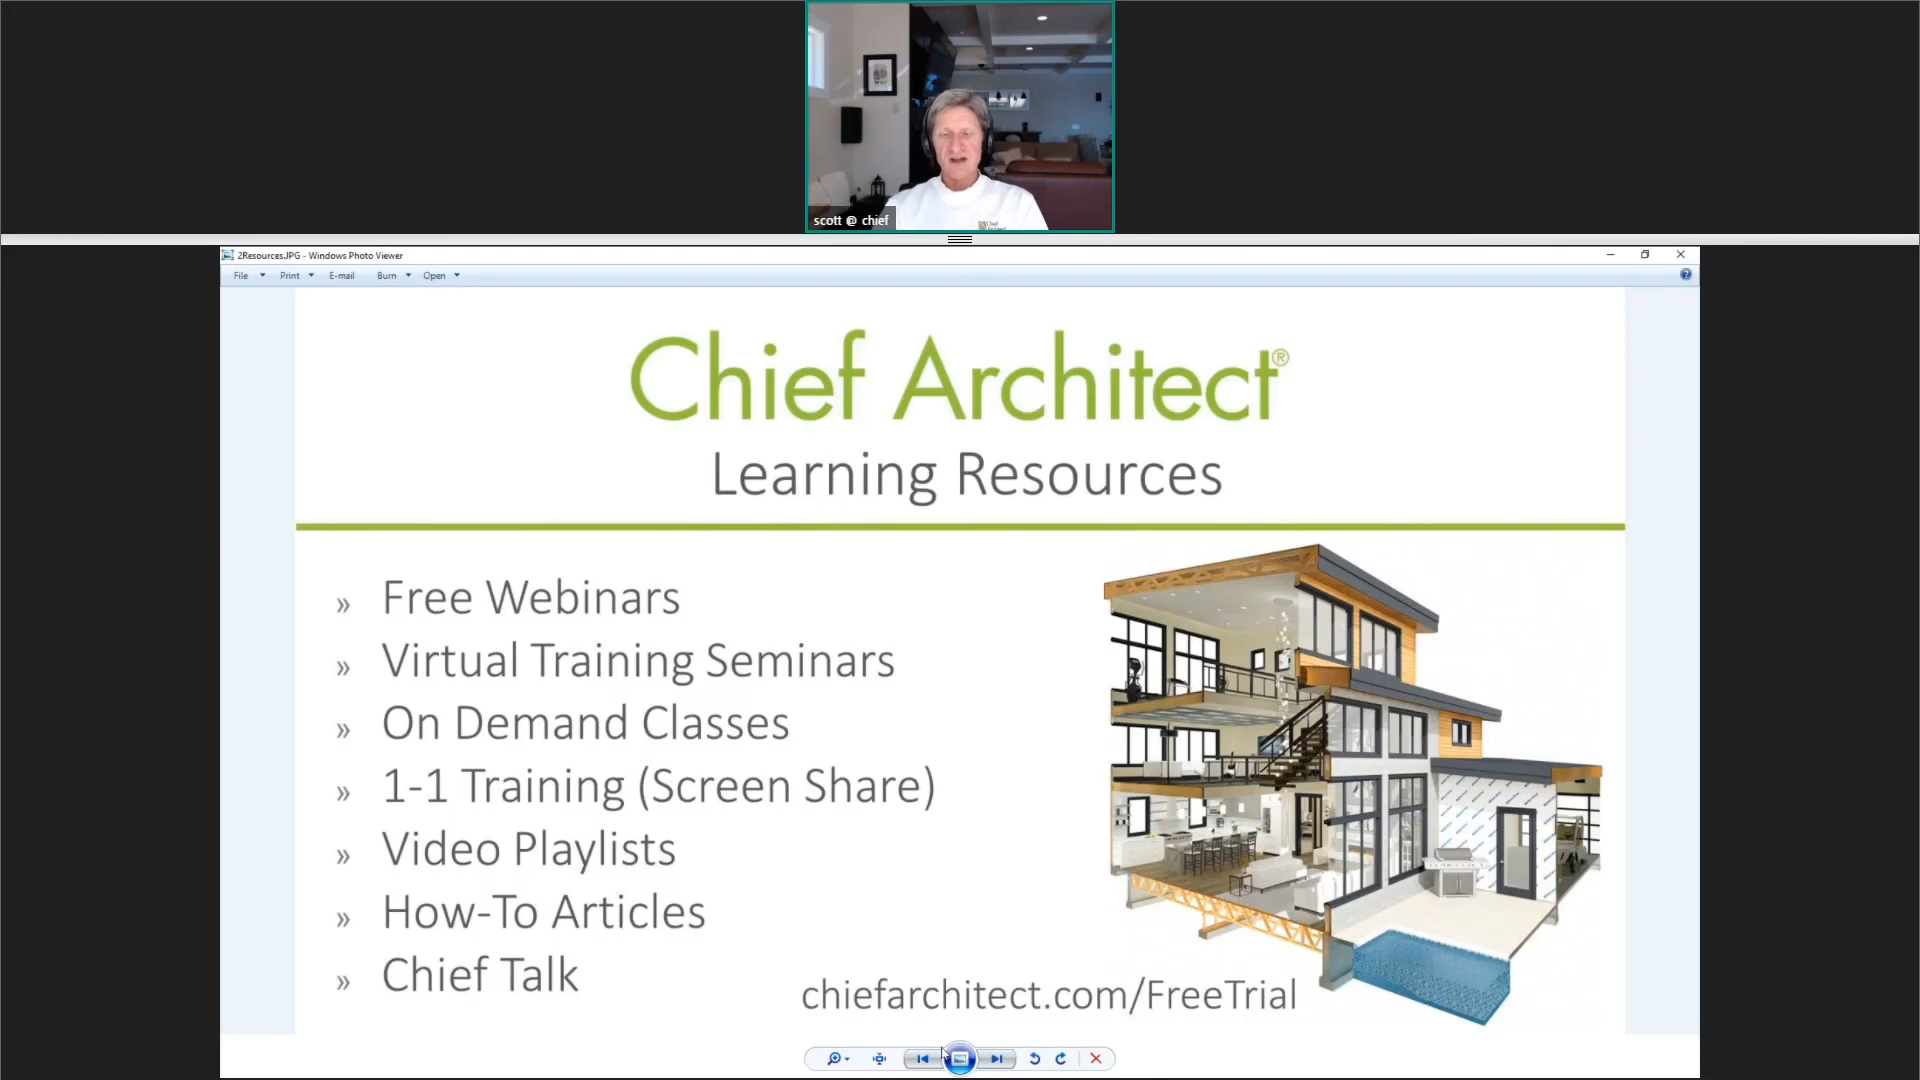 scott @ chief
2Resources.JPG - Windows Photo Viewer
File Print E-mail Burn Open
Chief Architect®
Learning Resources
» Free Webinars
» Virtual Training Seminars
» On Demand Classes
» 1-1 Training (Screen Share)
» Video Playlists
» How-To Articles
» Chief Talk
chiefarchitect.com/FreeTrial